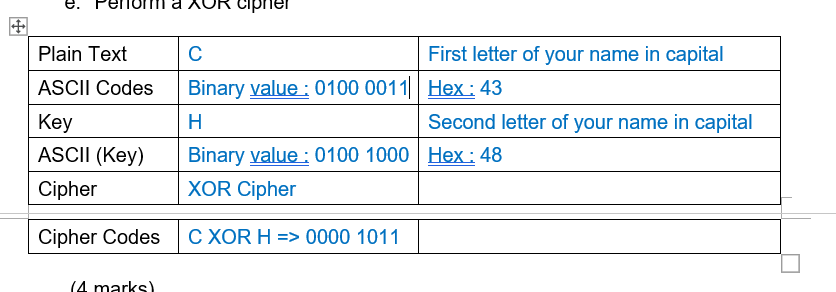 e. Perform a XOR cipher
Plain Text C First letter of your name in capital
ASCII Codes Binary value : 0100 0011 Hex : 43
Key H Second letter of your name in capital
ASCII (Key) Binary value : 0100 1000 Hex : 48
Cipher XOR Cipher
Cipher Codes C XOR H => 0000 1011
(4 marks)